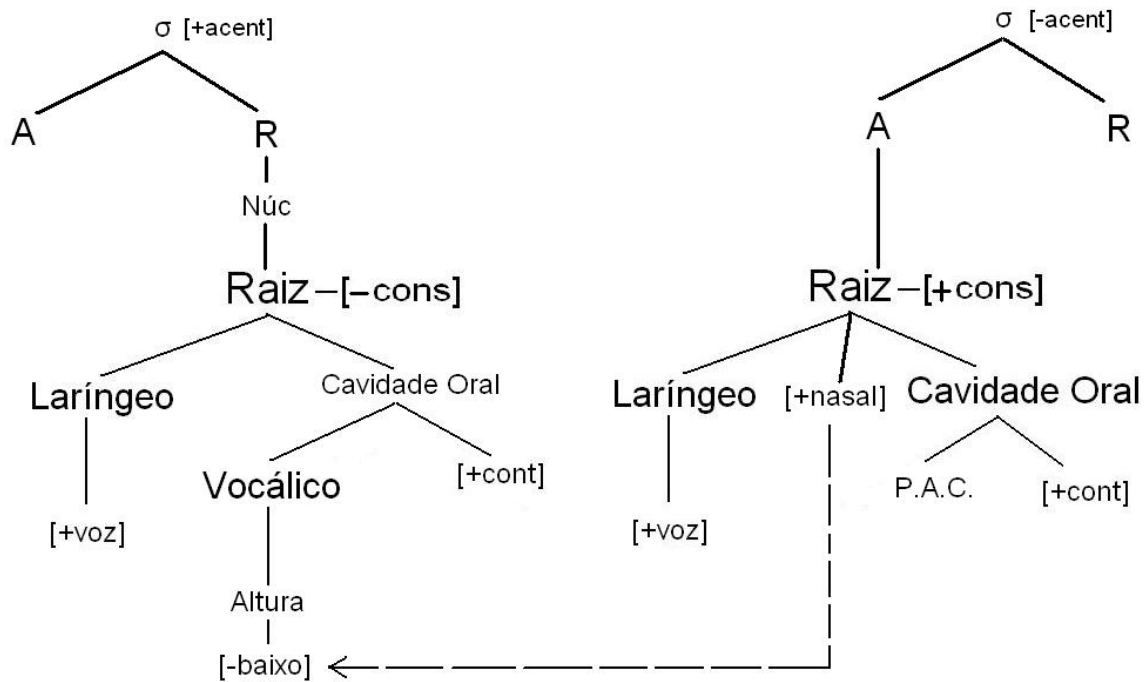 σ [+acent]
σ [-acent]
A
R
A
R
Núc
Raiz–[–cons]
Raiz–[+cons]
Laríngeo
Cavidade Oral
Laríngeo
[+nasal]
Cavidade Oral
Vocálico
[+cont]
P.A.C.
[+cont]
[+voz]
[+voz]
Altura
[-baixo]